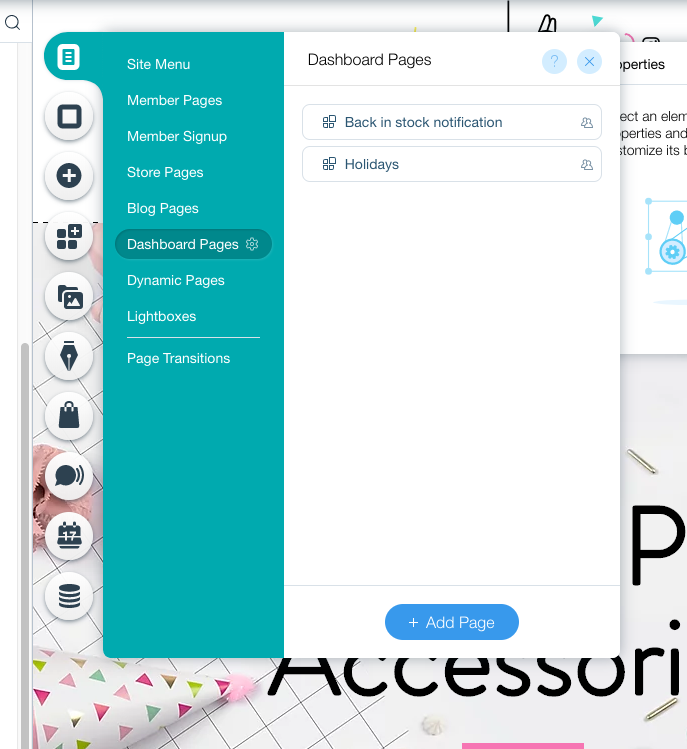 Site Menu
Member Pages
Member Signup
Store Pages
Blog Pages
Dashboard Pages
Dynamic Pages
Lightboxes
Page Transitions
17
Dashboard Pages
?
Back in stock notification
Holidays
+ Add Page
operties
ect an elem
operties and
stomize its b
P
Accessori